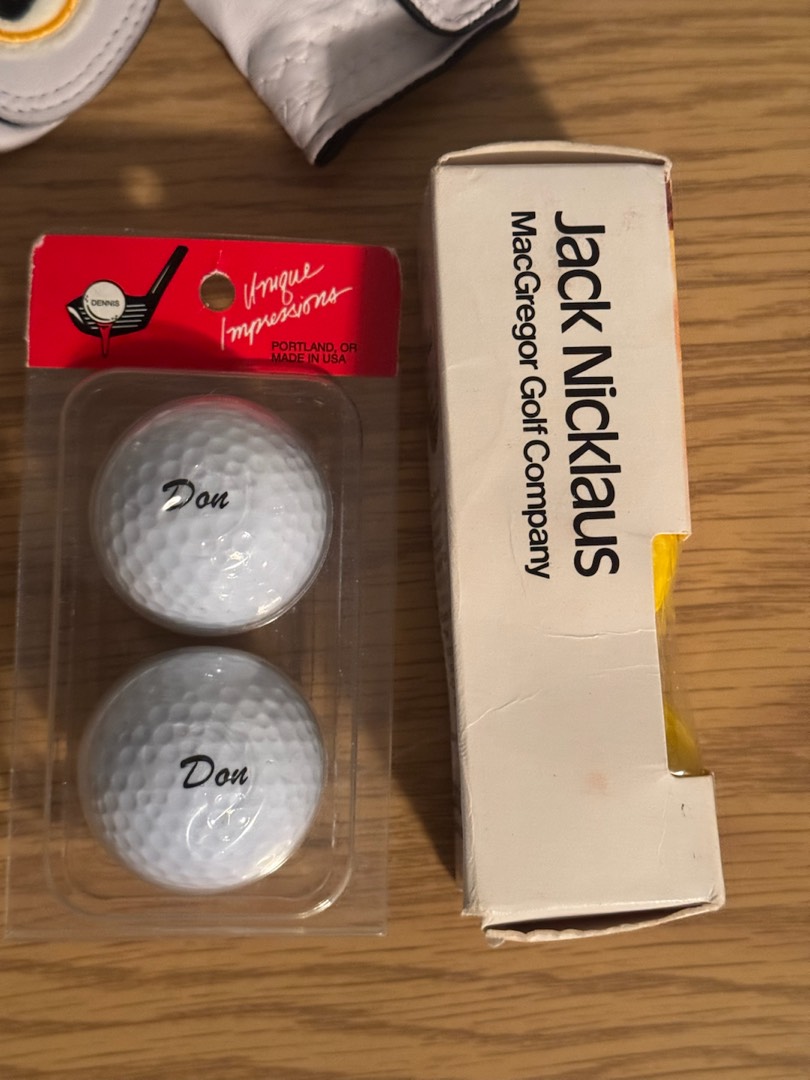 DENNIS
Unique
Impressions
PORTLAND, OR
MADE IN USA
Don
Don
Jack Nicklaus
MacGregor Golf Company